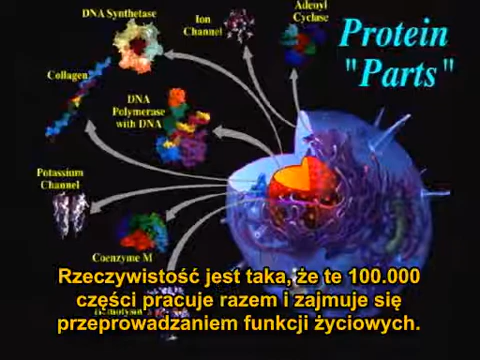 DNA Synthetase
Ion
Channel
Adenyl
Cyclase
Protein
"Parts"
Collagen
DNA
Polymerase
with DNA
Potassium
Channel
Coenzyme M
Rzeczywistość jest taka, że te 100.000
części pracuje razem i zajmuje się
przeprowadzaniem funkcji życiowych.